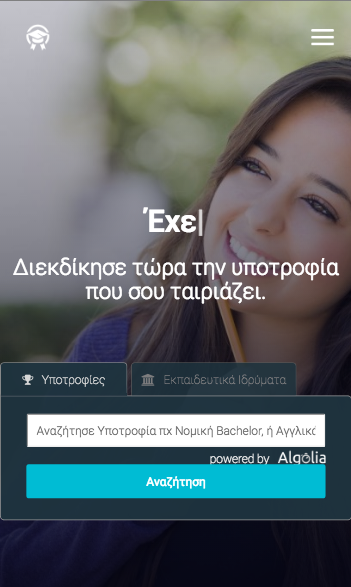 Έχε
Διεκδίκησε τώρα την υποτροφία
που σου ταιριάζει.
Υποτροφίες
Εκπαιδευτικά Ιδρύματα
Αναζήτησε Υποτροφία πχ Νομική Bachelor, ή Αγγλικ
powered by Algolia
Αναζήτηση